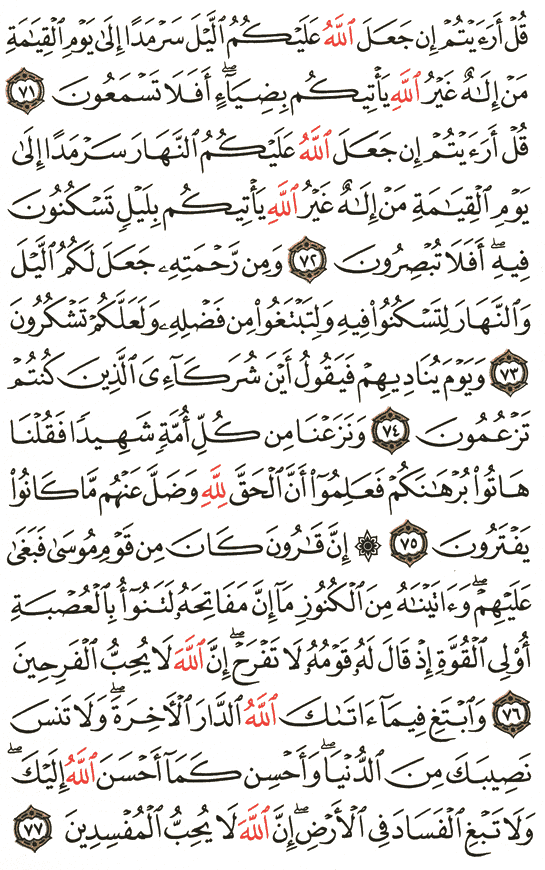 قُلْ أَرَءَيْتُمْ إِن جَعَلَ ٱللَّهُ عَلَيْكُمُ ٱلَّيْلَ سَرْمَدًا إِلَىٰ يَوْمِ ٱلْقِيَٰمَةِ
مَنْ إِلَٰهٌ غَيْرُ ٱللَّهِ يَأْتِيكُم بِضِيَآءٍ ۖ أَفَلَا تَسْمَعُونَ ٧١
قُلْ أَرَءَيْتُمْ إِن جَعَلَ ٱللَّهُ عَلَيْكُمُ ٱلنَّهَارَ سَرْمَدًا إِلَىٰ
يَوْمِ ٱلْقِيَٰمَةِ مَنْ إِلَٰهٌ غَيْرُ ٱللَّهِ يَأْتِيكُم بِلَيْلٍ تَسْكُنُونَ
فِيهِ ۖ أَفَلَا تُبْصِرُونَ ٧٢ وَمِن رَّحْمَتِهِۦ جَعَلَ لَكُمُ ٱلَّيْلَ
وَٱلنَّهَارَ لِتَسْكُنُوا۟ فِيهِ وَلِتَبْتَغُوا۟ مِن فَضْلِهِۦ وَلَعَلَّكُمْ تَشْكُرُونَ
٧٣ وَيَوْمَ يُنَادِيهِمْ فَيَقُولُ أَيْنَ شُرَكَآءِىَ ٱلَّذِينَ كُنتُمْ
تَزْعُمُونَ ٧٤ وَنَزَعْنَا مِن كُلِّ أُمَّةٍ شَهِيدًا فَقُلْنَا
هَاتُوا۟ بُرْهَٰنَكُمْ فَعَلِمُوٓا۟ أَنَّ ٱلْحَقَّ لِلَّهِ وَضَلَّ عَنْهُم مَّا كَانُوا۟
يَفْتَرُونَ ٧٥ ۞ إِنَّ قَٰرُونَ كَانَ مِن قَوْمِ مُوسَىٰ فَبَغَىٰ
عَلَيْهِمْ ۖ وَءَاتَيْنَٰهُ مِنَ ٱلْكُنُوزِ مَآ إِنَّ مَفَاتِحَهُۥ لَتَنُوٓأُ بِٱلْعُصْبَةِ
أُو۟لِى ٱلْقُوَّةِ إِذْ قَالَ لَهُۥ قَوْمُهُۥ لَا تَفْرَحْ ۖ إِنَّ ٱللَّهَ لَا يُحِبُّ ٱلْفَرِحِينَ
٧٦ وَٱبْتَغِ فِيمَآ ءَاتَىٰكَ ٱللَّهُ ٱلدَّارَ ٱلْـَٔاخِرَةَ ۖ وَلَا تَنسَ
نَصِيبَكَ مِنَ ٱلدُّنْيَا ۖ وَأَحْسِن كَمَآ أَحْسَنَ ٱللَّهُ إِلَيْكَ ۖ
وَلَا تَبْغِ ٱلْفَسَادَ فِى ٱلْأَرْضِ ۖ إِنَّ ٱللَّهَ لَا يُحِبُّ ٱلْمُفْسِدِينَ ٧٧